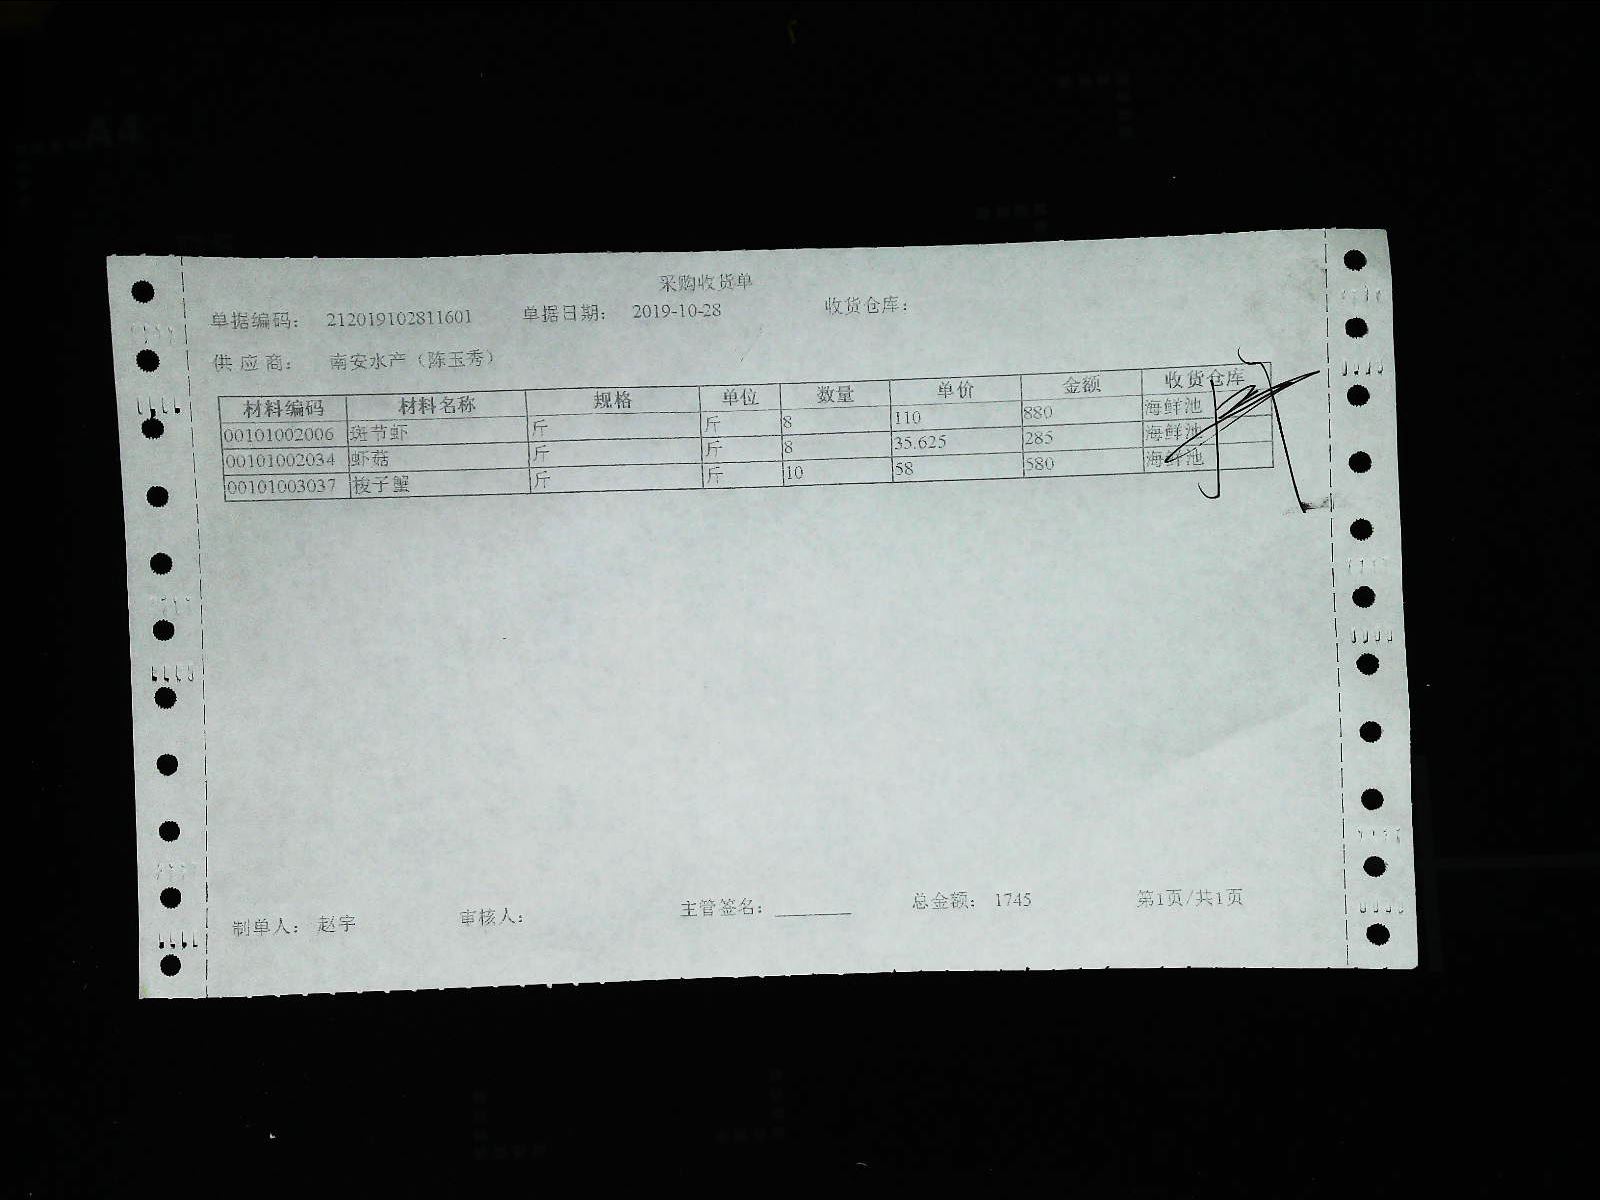 采购收货单
单据编码： 212019102811601 单据日期： 2019-10-28 收货仓库：
供 应 商： 南安水产（陈玉秀）
材料编码 材料名称 规格 单位 数量 单价 金额 收货仓库
00101002006 斑节虾 斤 斤 8 110 880 海鲜池
00101002034 虾菇 斤 斤 8 35.625 285 海鲜池
00101003037 梭子蟹 斤 斤 10 58 580 海鲜池
制单人： 赵宇 审核人： 主管签名： 总金额： 1745 第1页/共1页